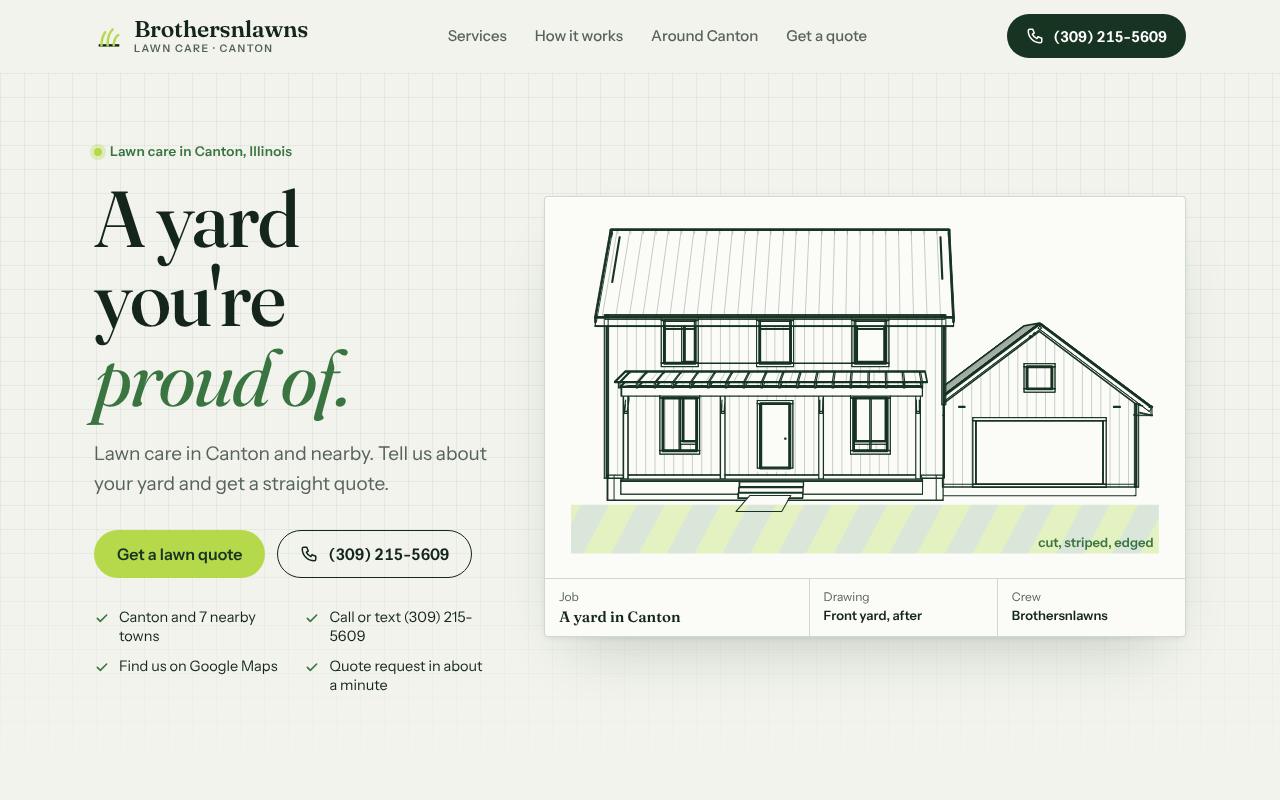 Brothersnlawns
LAWN CARE · CANTON
Services
How it works
Around Canton
Get a quote
(309) 215-5609
Lawn care in Canton, Illinois
A yard
you're
proud of.
Lawn care in Canton and nearby. Tell us about
your yard and get a straight quote.
Get a lawn quote
(309) 215-5609
Canton and 7 nearby
towns
Call or text (309) 215-
5609
Find us on Google Maps
Quote request in about
a minute
cut, striped, edged
Job
A yard in Canton
Drawing
Front yard, after
Crew
Brothersnlawns